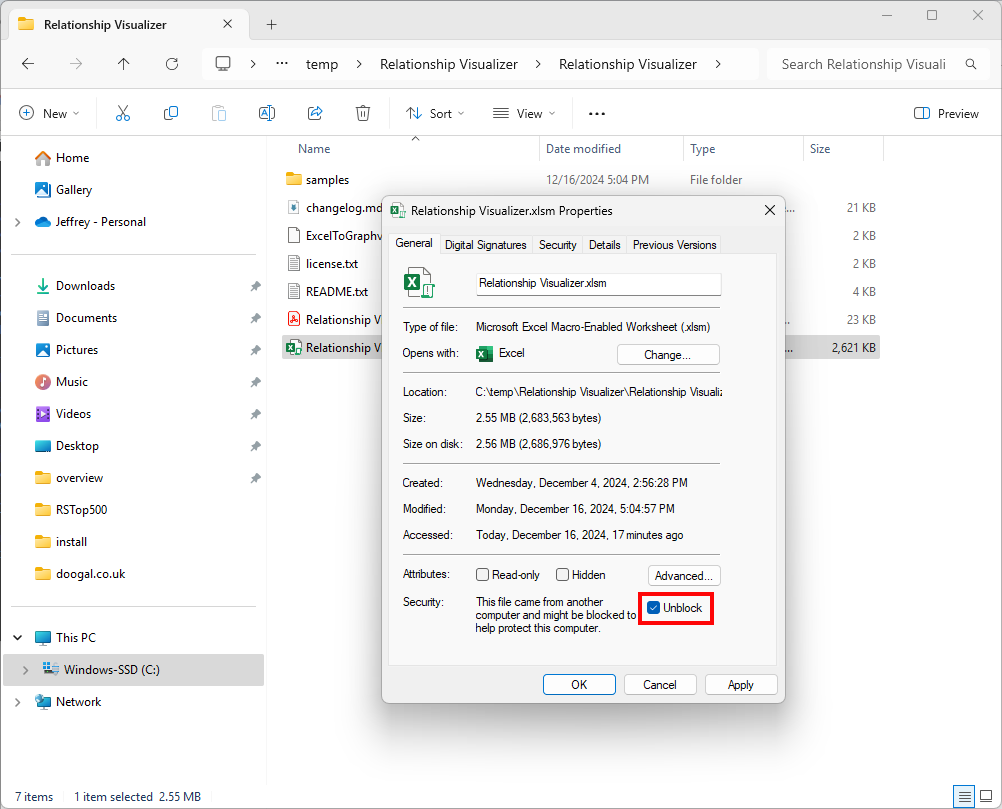 Relationship Visualizer
temp
Relationship Visualizer
Relationship Visualizer
Search Relationship Visuali
New
Sort
View
Preview
Home
Gallery
Jeffrey - Personal
Downloads
Documents
Pictures
Music
Videos
Desktop
overview
RSTop500
install
doogal.co.uk
This PC
Windows-SSD (C:)
Network
Name Date modified Type Size
samples 12/16/2024 5:04 PM File folder
changelog.md ... 21 KB
ExcelToGraphv 2 KB
license.txt 2 KB
README.txt 4 KB
Relationship V ... 23 KB
Relationship V ... 2,621 KB
Relationship Visualizer.xlsm Properties
General Digital Signatures Security Details Previous Versions
Relationship Visualizer.xlsm
Type of file: Microsoft Excel Macro-Enabled Worksheet (.xlsm)
Opens with: Excel Change...
Location: C:\temp\Relationship Visualizer\Relationship Visualiz
Size: 2.55 MB (2,683,563 bytes)
Size on disk: 2.56 MB (2,686,976 bytes)
Created: Wednesday, December 4, 2024, 2:56:28 PM
Modified: Monday, December 16, 2024, 5:04:57 PM
Accessed: Today, December 16, 2024, 17 minutes ago
Attributes: Read-only Hidden Advanced...
Security: This file came from another
computer and might be blocked to
help protect this computer.
Unblock
OK Cancel Apply
7 items 1 item selected 2.55 MB